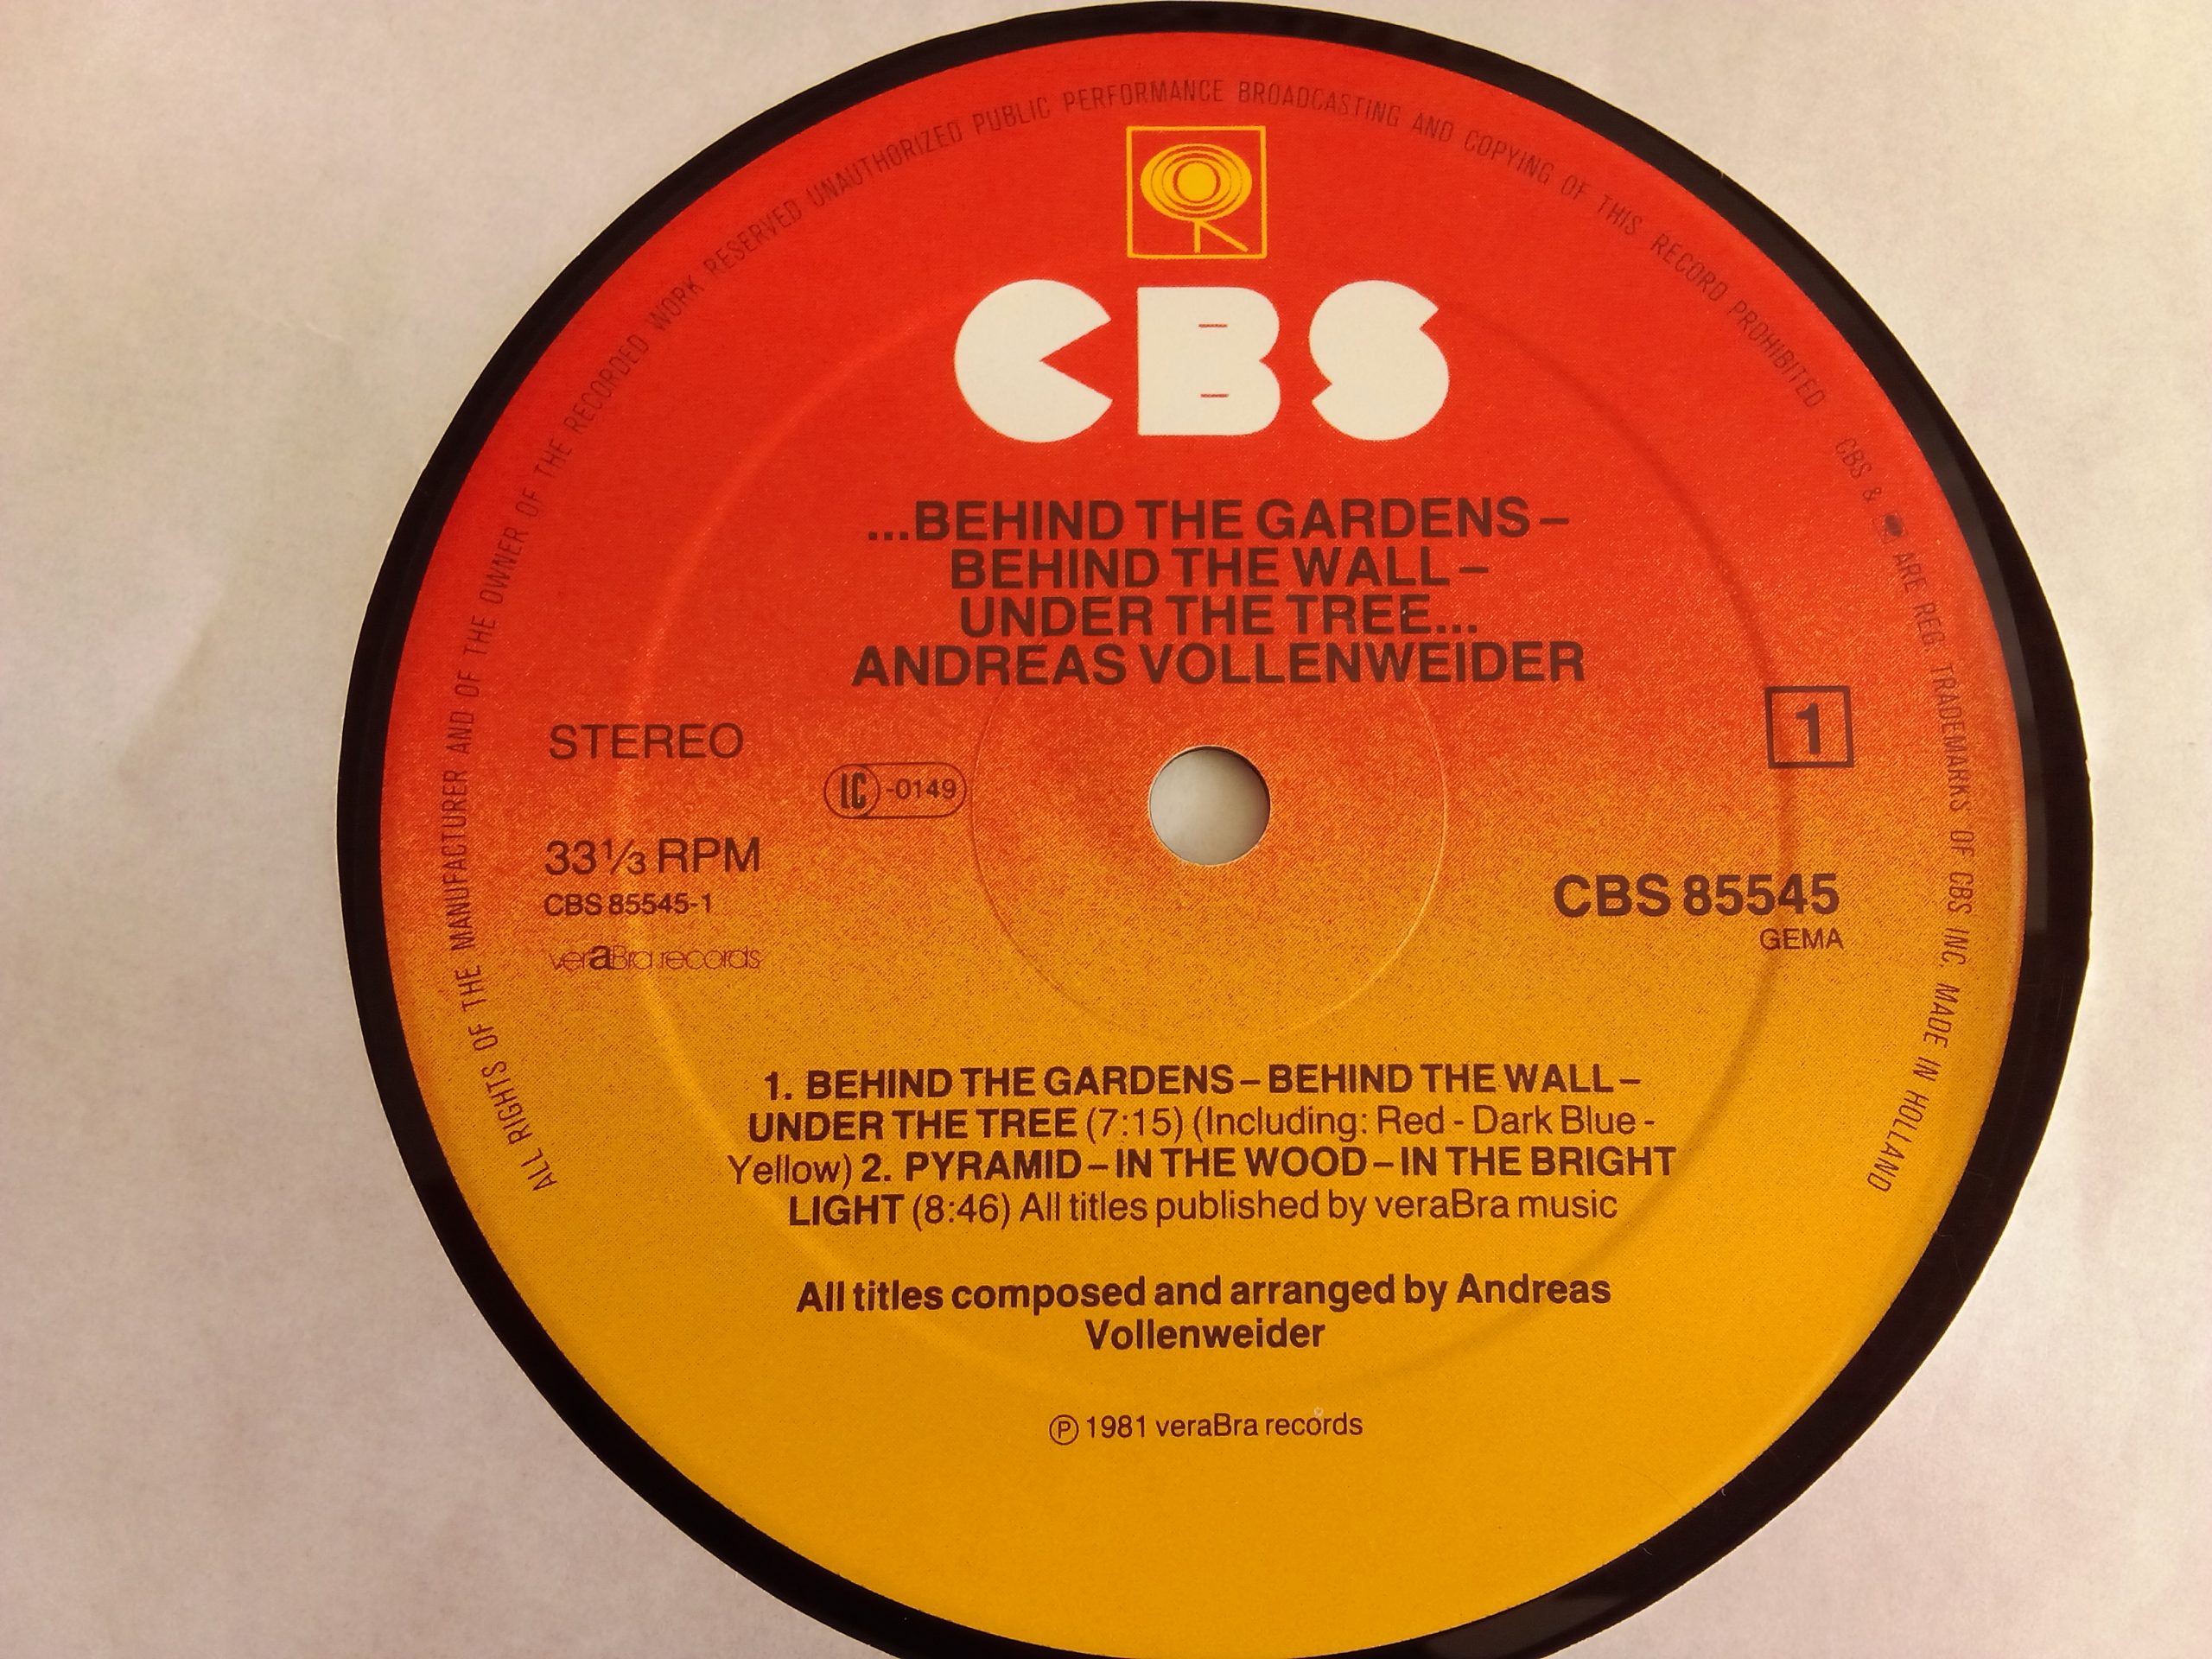 ALL RIGHTS OF THE MANUFACTURER AND OF THE OWNER OF THE RECORDED WORK RESERVED UNAUTHORIZED PUBLIC PERFORMANCE BROADCASTING AND COPYING OF THIS RECORD PROHIBITED CBS & ARE REG. TRADEMARKS OF CBS INC. MADE IN HOLLAND
CBS
...BEHIND THE GARDENS –
BEHIND THE WALL –
UNDER THE TREE...
ANDREAS VOLLENWEIDER
STEREO
1
LC -0149
33⅓ RPM
CBS 85545-1
CBS 85545
GEMA
veraBra records
1. BEHIND THE GARDENS – BEHIND THE WALL –
UNDER THE TREE (7:15) (Including: Red - Dark Blue -
Yellow) 2. PYRAMID – IN THE WOOD – IN THE BRIGHT
LIGHT (8:46) All titles published by veraBra music
All titles composed and arranged by Andreas
Vollenweider
℗ 1981 veraBra records